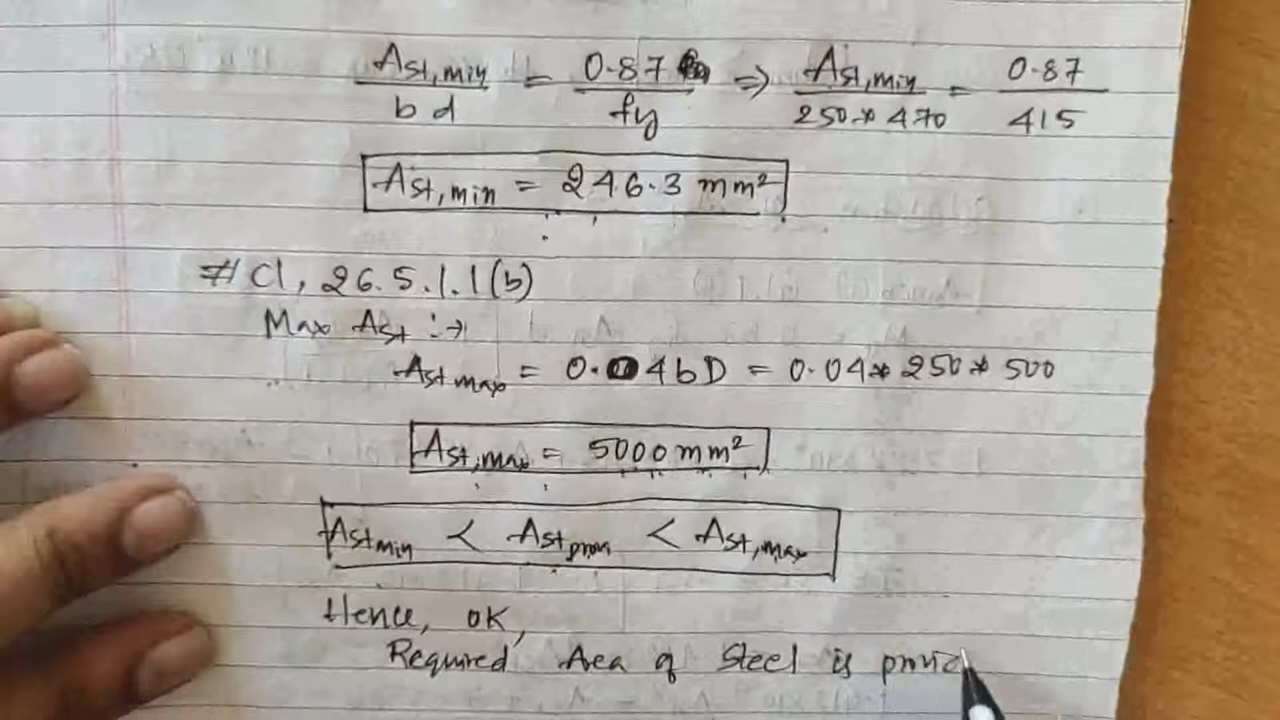 Ast,min / bd = 0.87 / fy ⇒ Ast,min / 250*470 = 0.87 / 415
Ast,min = 246.3 mm²
# Cl, 26.5.1.1(b)
Max Ast :→
Ast max = 0.04bD = 0.04* 250* 500
Ast,max = 5000mm²
Astmin < Astprov < Ast,max
Hence, OK,
Required Area of Steel is provi